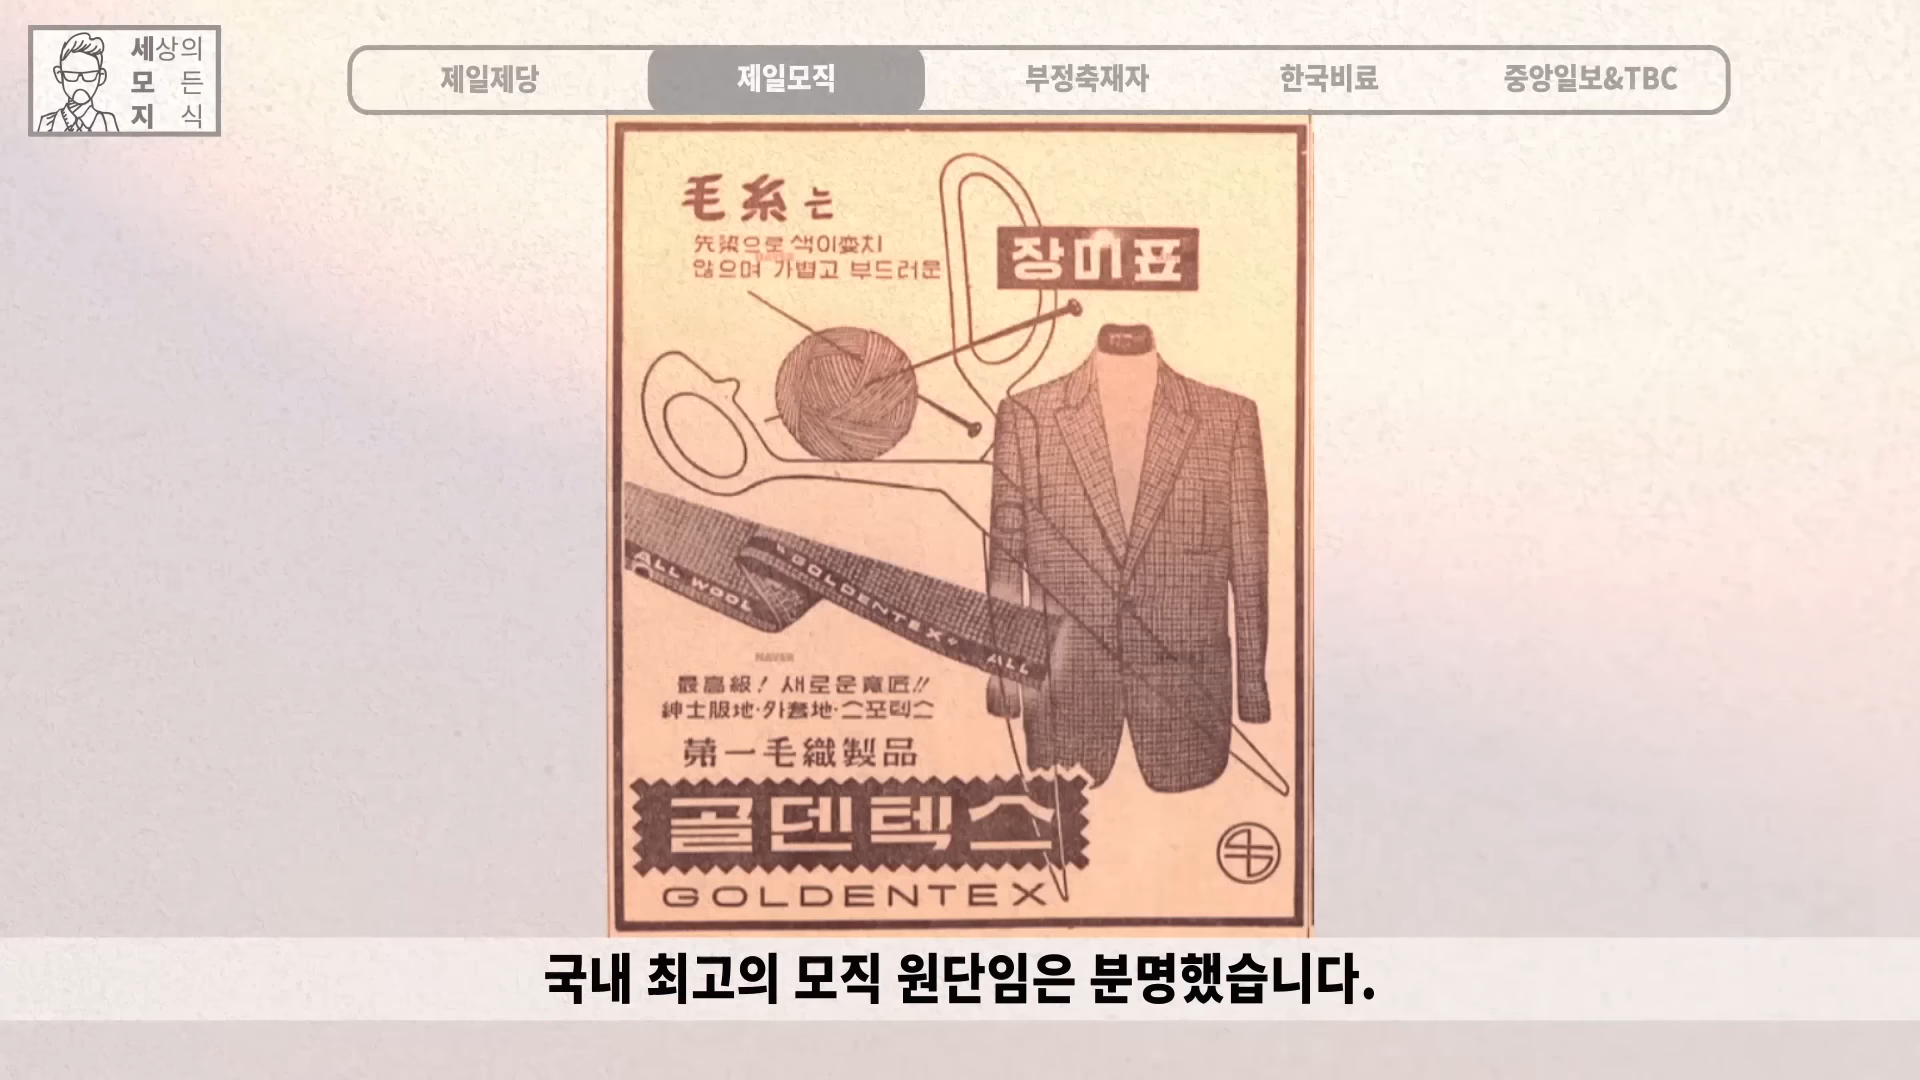 세상의
모든
지식
제일제당 제일모직 부정축재자 한국비료 중앙일보&TBC
毛糸는
先染으로 색이変치
않으며 가볍고 부드러운
장미표
ALL WOOL
"GOLDENTEX"
ALL
NAVER
最高級! 새로운意匠!!
紳士服地·外套地·스포텍스
第一毛織製品
골덴텍스
GOLDENTEX
국내 최고의 모직 원단임은 분명했습니다.